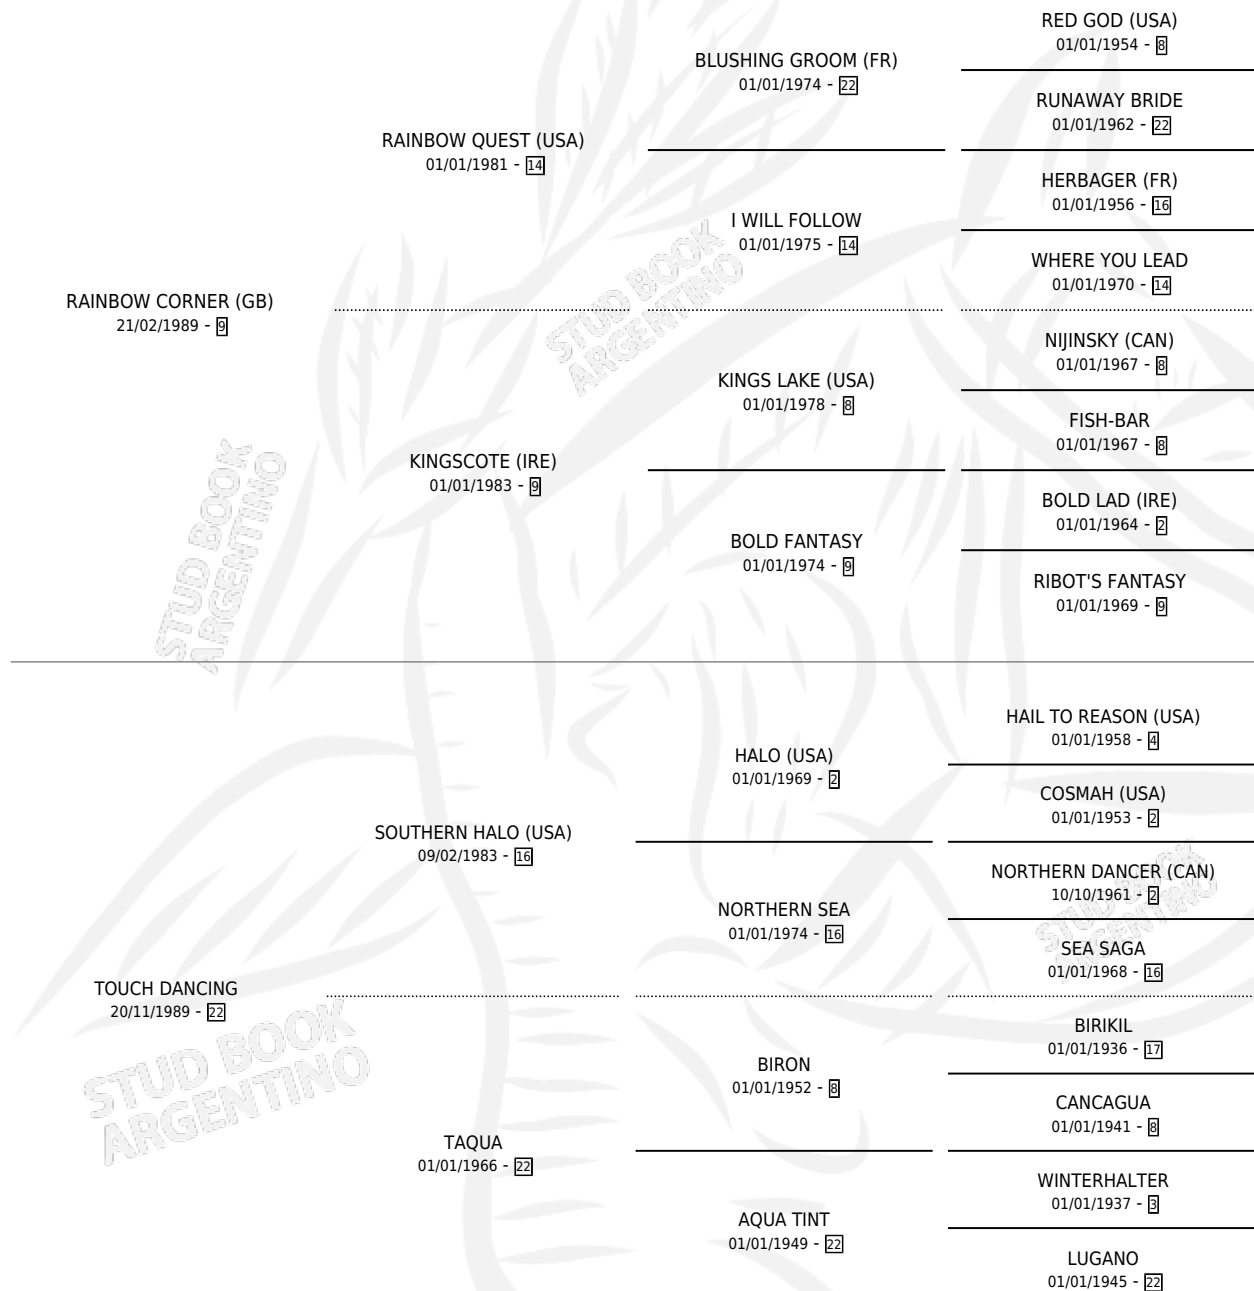 RED GOD (USA)
01/01/1954 - 8
BLUSHING GROOM (FR)
01/01/1974 - 22
RUNAWAY BRIDE
01/01/1962 - 22
RAINBOW QUEST (USA)
01/01/1981 - 14
HERBAGER (FR)
01/01/1956 - 16
I WILL FOLLOW
01/01/1975 - 14
WHERE YOU LEAD
01/01/1970 - 14
RAINBOW CORNER (GB)
21/02/1989 - 9
STUD BOOK
ARGENTINO
NIJINSKY (CAN)
01/01/1967 - 8
KINGS LAKE (USA)
01/01/1978 - 8
FISH-BAR
01/01/1967 - 8
KINGSCOTE (IRE)
01/01/1983 - 9
BOLD LAD (IRE)
01/01/1964 - 2
BOLD FANTASY
01/01/1974 - 9
RIBOT'S FANTASY
01/01/1969 - 9
STUD BOOK
ARGENTINO
HAIL TO REASON (USA)
01/01/1958 - 4
HALO (USA)
01/01/1969 - 2
COSMAH (USA)
01/01/1953 - 2
SOUTHERN HALO (USA)
09/02/1983 - 16
NORTHERN DANCER (CAN)
10/10/1961 - 2
STUD BOOK
ARGENTINO
NORTHERN SEA
01/01/1974 - 16
SEA SAGA
01/01/1968 - 16
TOUCH DANCING
20/11/1989 - 22
STUD BOOK
ARGENTINO
BIRIKIL
01/01/1936 - 17
BIRON
01/01/1952 - 8
CANCAGUA
01/01/1941 - 8
TAQUA
01/01/1966 - 22
WINTERHALTER
01/01/1937 - 3
AQUA TINT
01/01/1949 - 22
LUGANO
01/01/1945 - 22